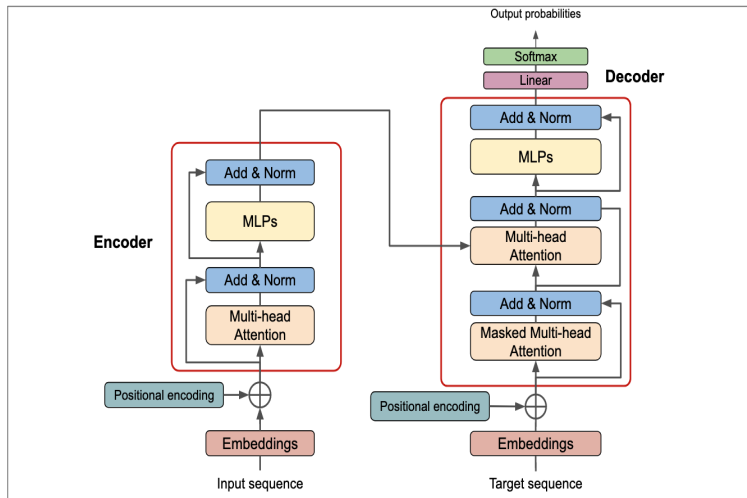 Output probabilities
Softmax
Linear
Decoder
Add & Norm
MLPs
Add & Norm
Multi-head
Attention
Add & Norm
Masked Multi-head
Attention
Positional encoding
Embeddings
Target sequence
Encoder
Add & Norm
MLPs
Add & Norm
Multi-head
Attention
Positional encoding
Embeddings
Input sequence